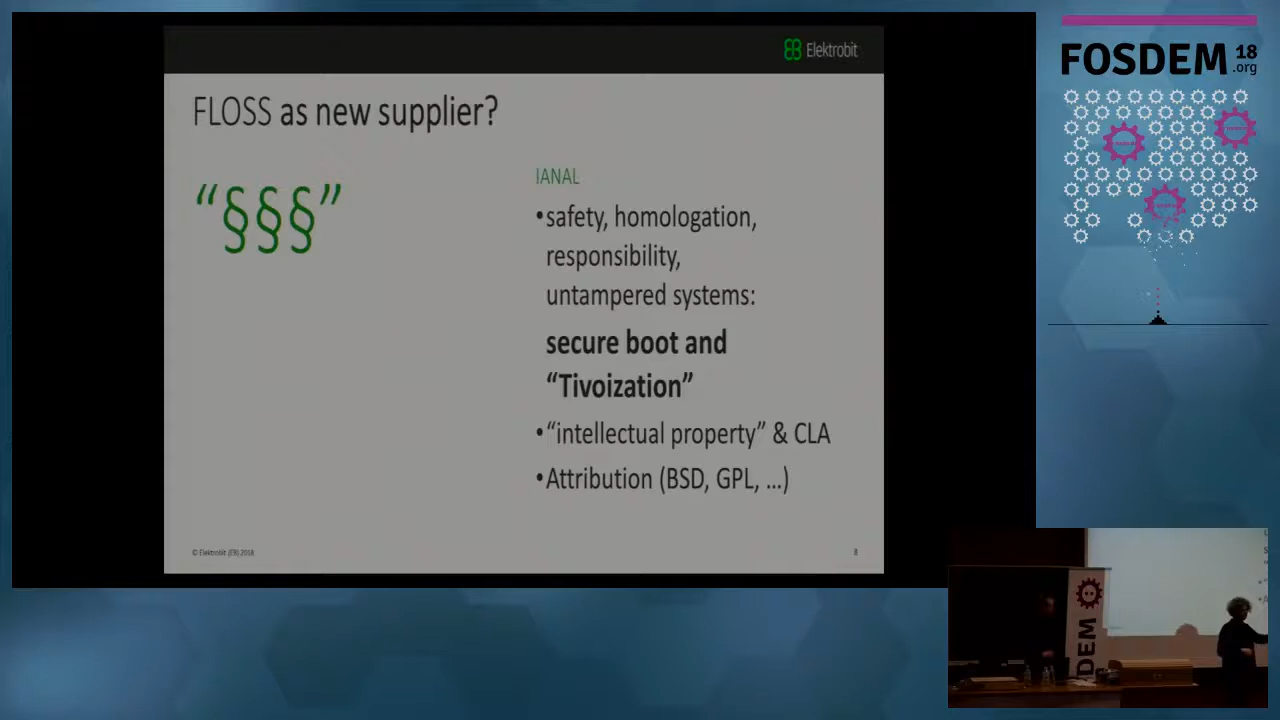 Elektrobit
FLOSS as new supplier?
“§§§”
IANAL
•safety, homologation,
responsibility,
untampered systems:
secure boot and
“Tivoization”
•“intellectual property” & CLA
•Attribution (BSD, GPL, ...)
© Elektrobit (EB) 2018
8
FOSDEM 18
.org
DEM